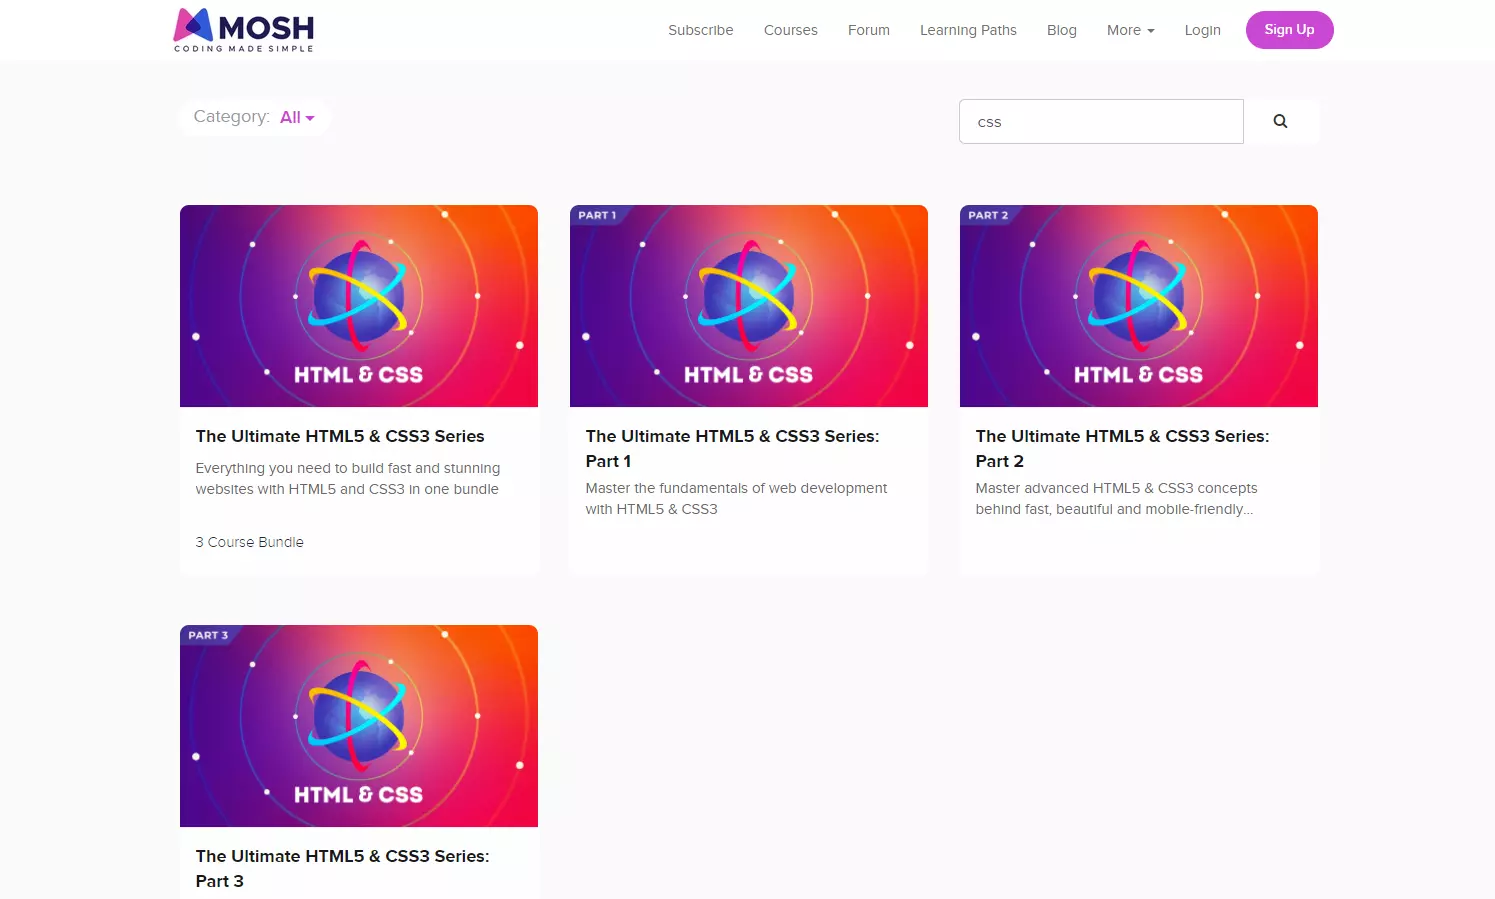 MOSH
CODING MADE SIMPLE
Subscribe Courses Forum Learning Paths Blog More Login Sign Up
Category: All
css
HTML & CSS
The Ultimate HTML5 & CSS3 Series
Everything you need to build fast and stunning
websites with HTML5 and CSS3 in one bundle
3 Course Bundle
PART 1
HTML & CSS
The Ultimate HTML5 & CSS3 Series:
Part 1
Master the fundamentals of web development
with HTML5 & CSS3
PART 2
HTML & CSS
The Ultimate HTML5 & CSS3 Series:
Part 2
Master advanced HTML5 & CSS3 concepts
behind fast, beautiful and mobile-friendly...
PART 3
HTML & CSS
The Ultimate HTML5 & CSS3 Series:
Part 3